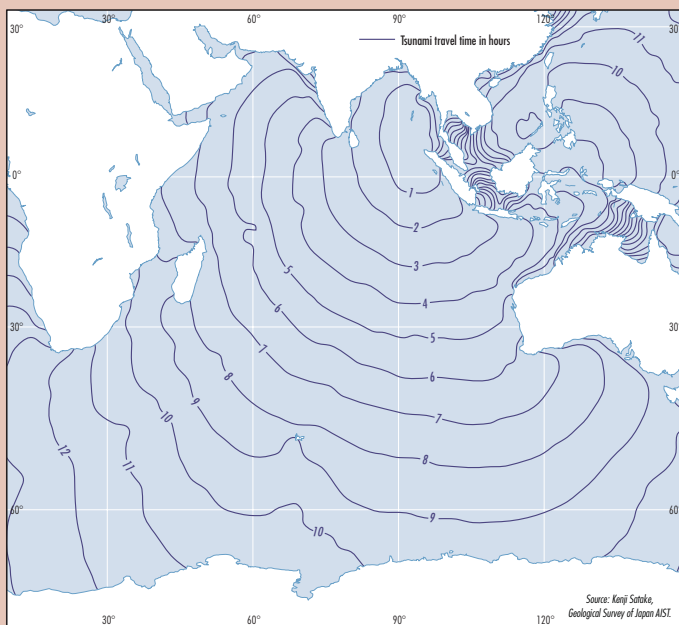 30° 60° 90° 120°
30° 30°
Tsunami travel time in hours
11
10
0° 0°
1
2
3
5 4
6 5
30° 30°
7 6
8 7
9
10 8
12 11
60° 9 60°
10
Source: Kenji Satake,
Geological Survey of Japan AIST.
30° 60° 90° 120°